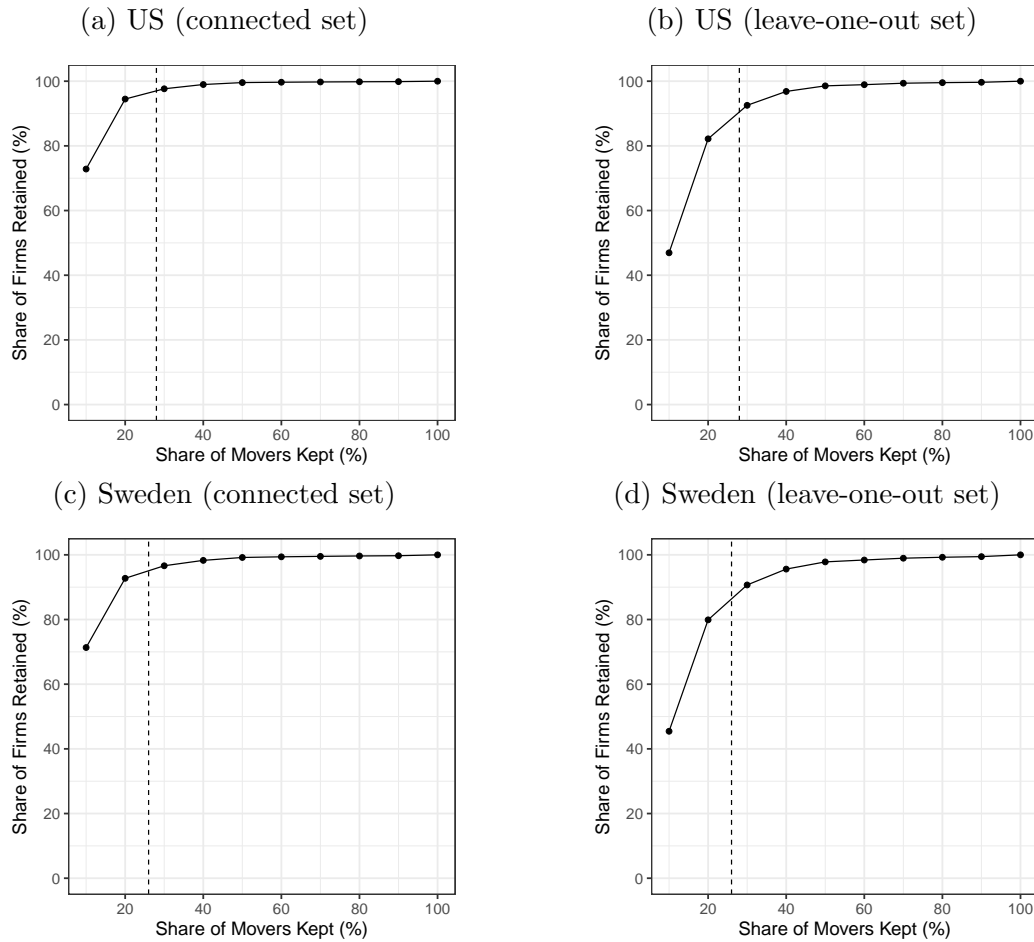 (a) US (connected set)
(b) US (leave-one-out set)
Share of Firms Retained (%)
100
80
60
40
20
0
20 40 60 80 100
Share of Movers Kept (%)
Share of Firms Retained (%)
100
80
60
40
20
0
20 40 60 80 100
Share of Movers Kept (%)
(c) Sweden (connected set)
(d) Sweden (leave-one-out set)
Share of Firms Retained (%)
100
80
60
40
20
0
20 40 60 80 100
Share of Movers Kept (%)
Share of Firms Retained (%)
100
80
60
40
20
0
20 40 60 80 100
Share of Movers Kept (%)